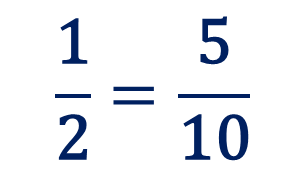 1/2 = 5/10